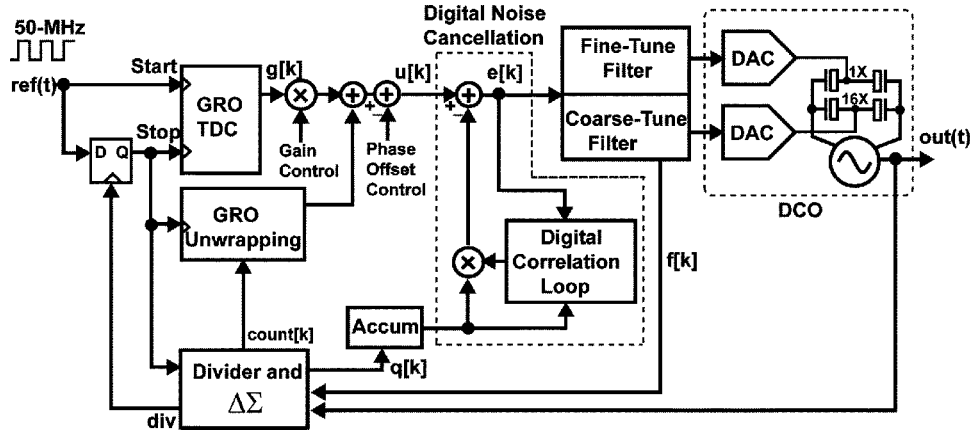 50-MHz
Digital Noise
Cancellation
ref(t)
Start
Stop
GRO
TDC
g[k]
u[k]
e[k]
Gain
Control
Phase
Offset
Control
Fine-Tune
Filter
Coarse-Tune
Filter
DAC
DAC
1X
16X
out(t)
DCO
D Q
GRO
Unwrapping
Digital
Correlation
Loop
f[k]
Accum
count[k]
q[k]
Divider and
ΔΣ
div